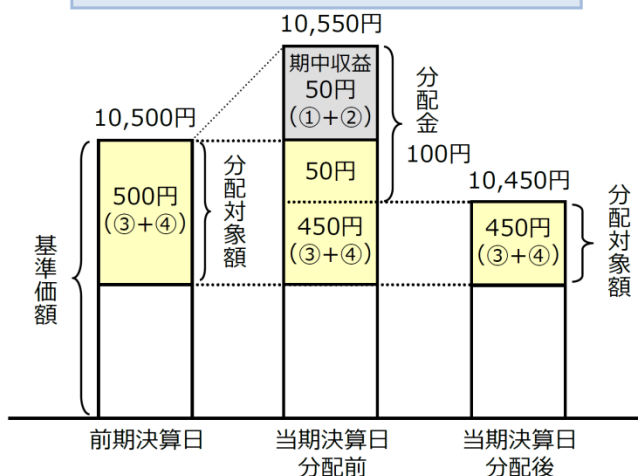 10,550円
期中収益
50円
(①+②)
分配金
100円
10,500円
500円
(③+④)
分配対象額
50円
450円
(③+④)
10,450円
450円
(③+④)
分配対象額
基準価額
前期決算日
当期決算日
分配前
当期決算日
分配後